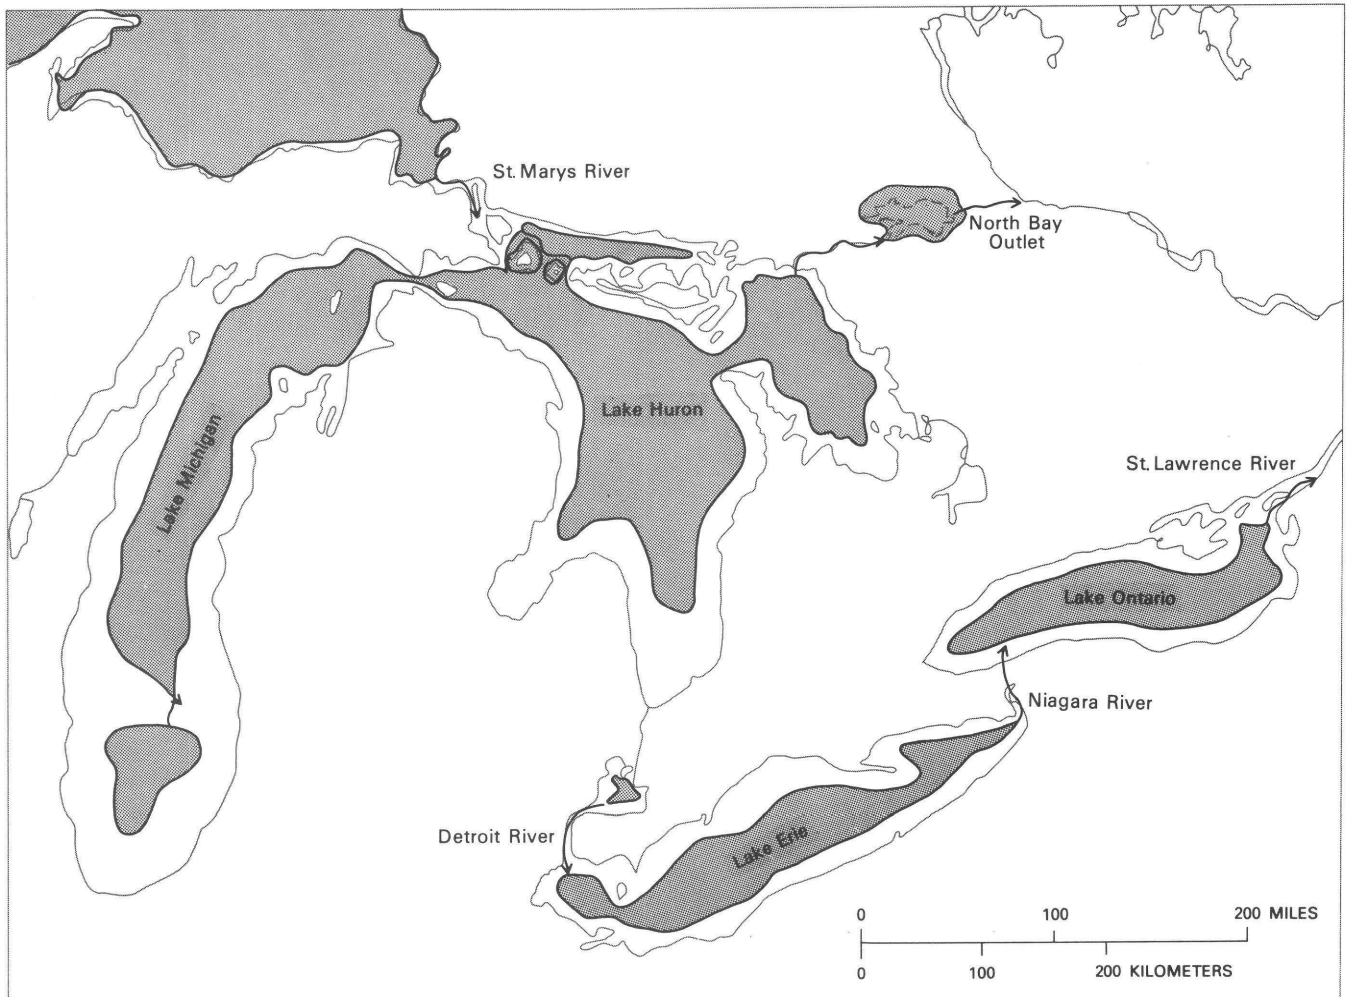 St. Marys River
North Bay
Outlet
Lake Huron
Lake Michigan
St. Lawrence River
Lake Ontario
Niagara River
Detroit River
Lake Erie
0 100 200 MILES
0 100 200 KILOMETERS